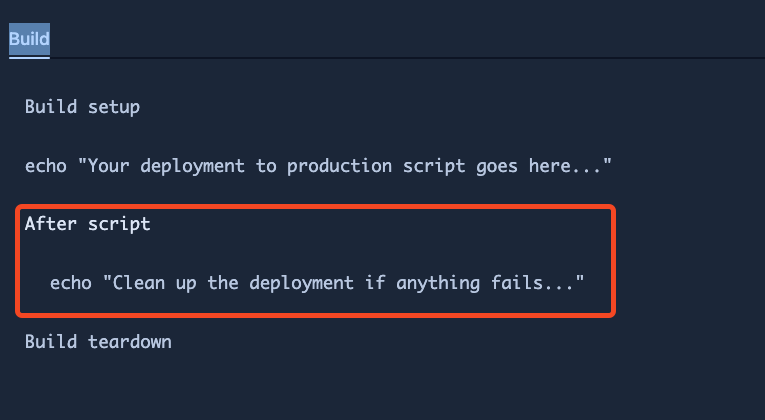 Build
Build setup
echo "Your deployment to production script goes here..."
After script
echo "Clean up the deployment if anything fails..."
Build teardown